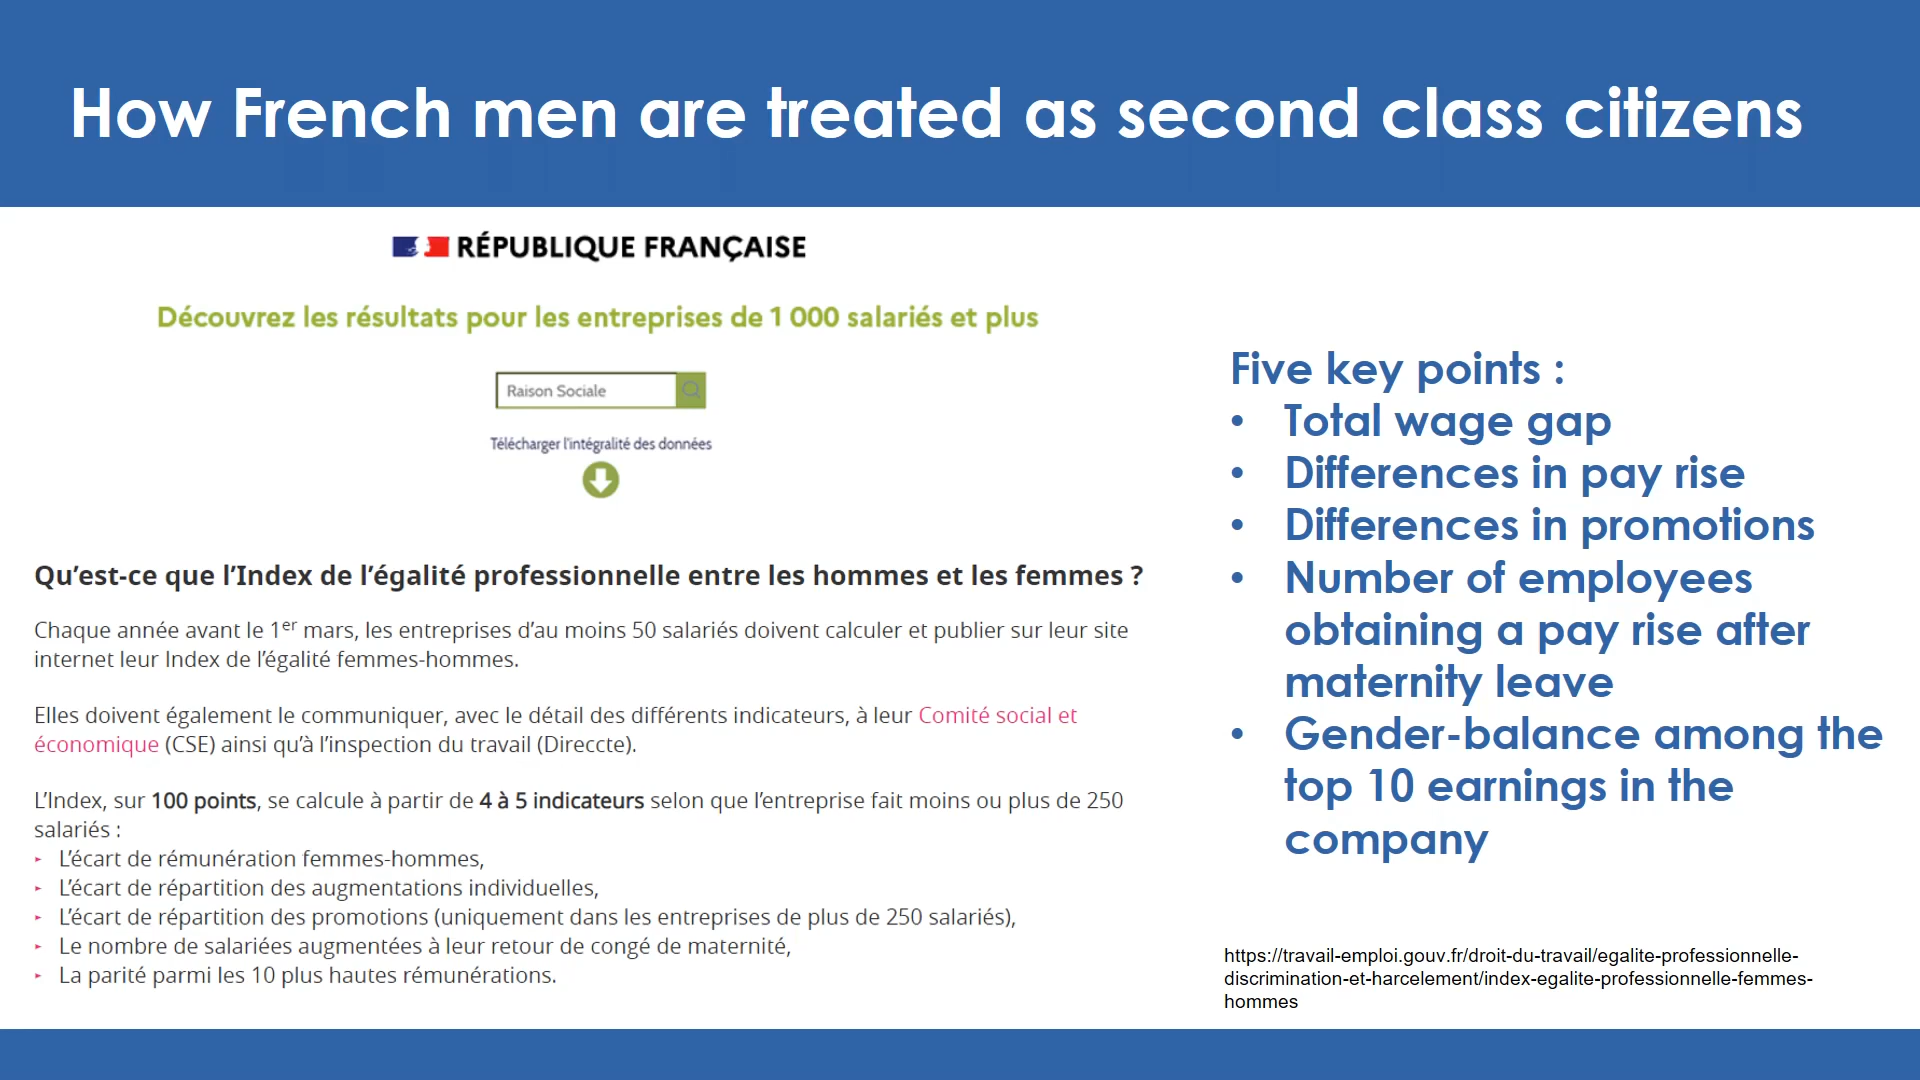 How French men are treated as second class citizens
RÉPUBLIQUE FRANÇAISE
Découvrez les résultats pour les entreprises de 1 000 salariés et plus
Raison Sociale
Télécharger l'intégralité des données
Qu’est-ce que l’Index de l’égalité professionnelle entre les hommes et les femmes ?
Chaque année avant le 1er mars, les entreprises d’au moins 50 salariés doivent calculer et publier sur leur site
internet leur Index de l’égalité femmes-hommes.
Elles doivent également le communiquer, avec le détail des différents indicateurs, à leur Comité social et
économique (CSE) ainsi qu’à l’inspection du travail (Direccte).
L’Index, sur 100 points, se calcule à partir de 4 à 5 indicateurs selon que l’entreprise fait moins ou plus de 250
salariés :
L’écart de rémunération femmes-hommes,
L’écart de répartition des augmentations individuelles,
L’écart de répartition des promotions (uniquement dans les entreprises de plus de 250 salariés),
Le nombre de salariées augmentées à leur retour de congé de maternité,
La parité parmi les 10 plus hautes rémunérations.
Five key points :
• Total wage gap
• Differences in pay rise
• Differences in promotions
• Number of employees
obtaining a pay rise after
maternity leave
• Gender-balance among the
top 10 earnings in the
company
https://travail-emploi.gouv.fr/droit-du-travail/egalite-professionnelle-
discrimination-et-harcelement/index-egalite-professionnelle-femmes-
hommes